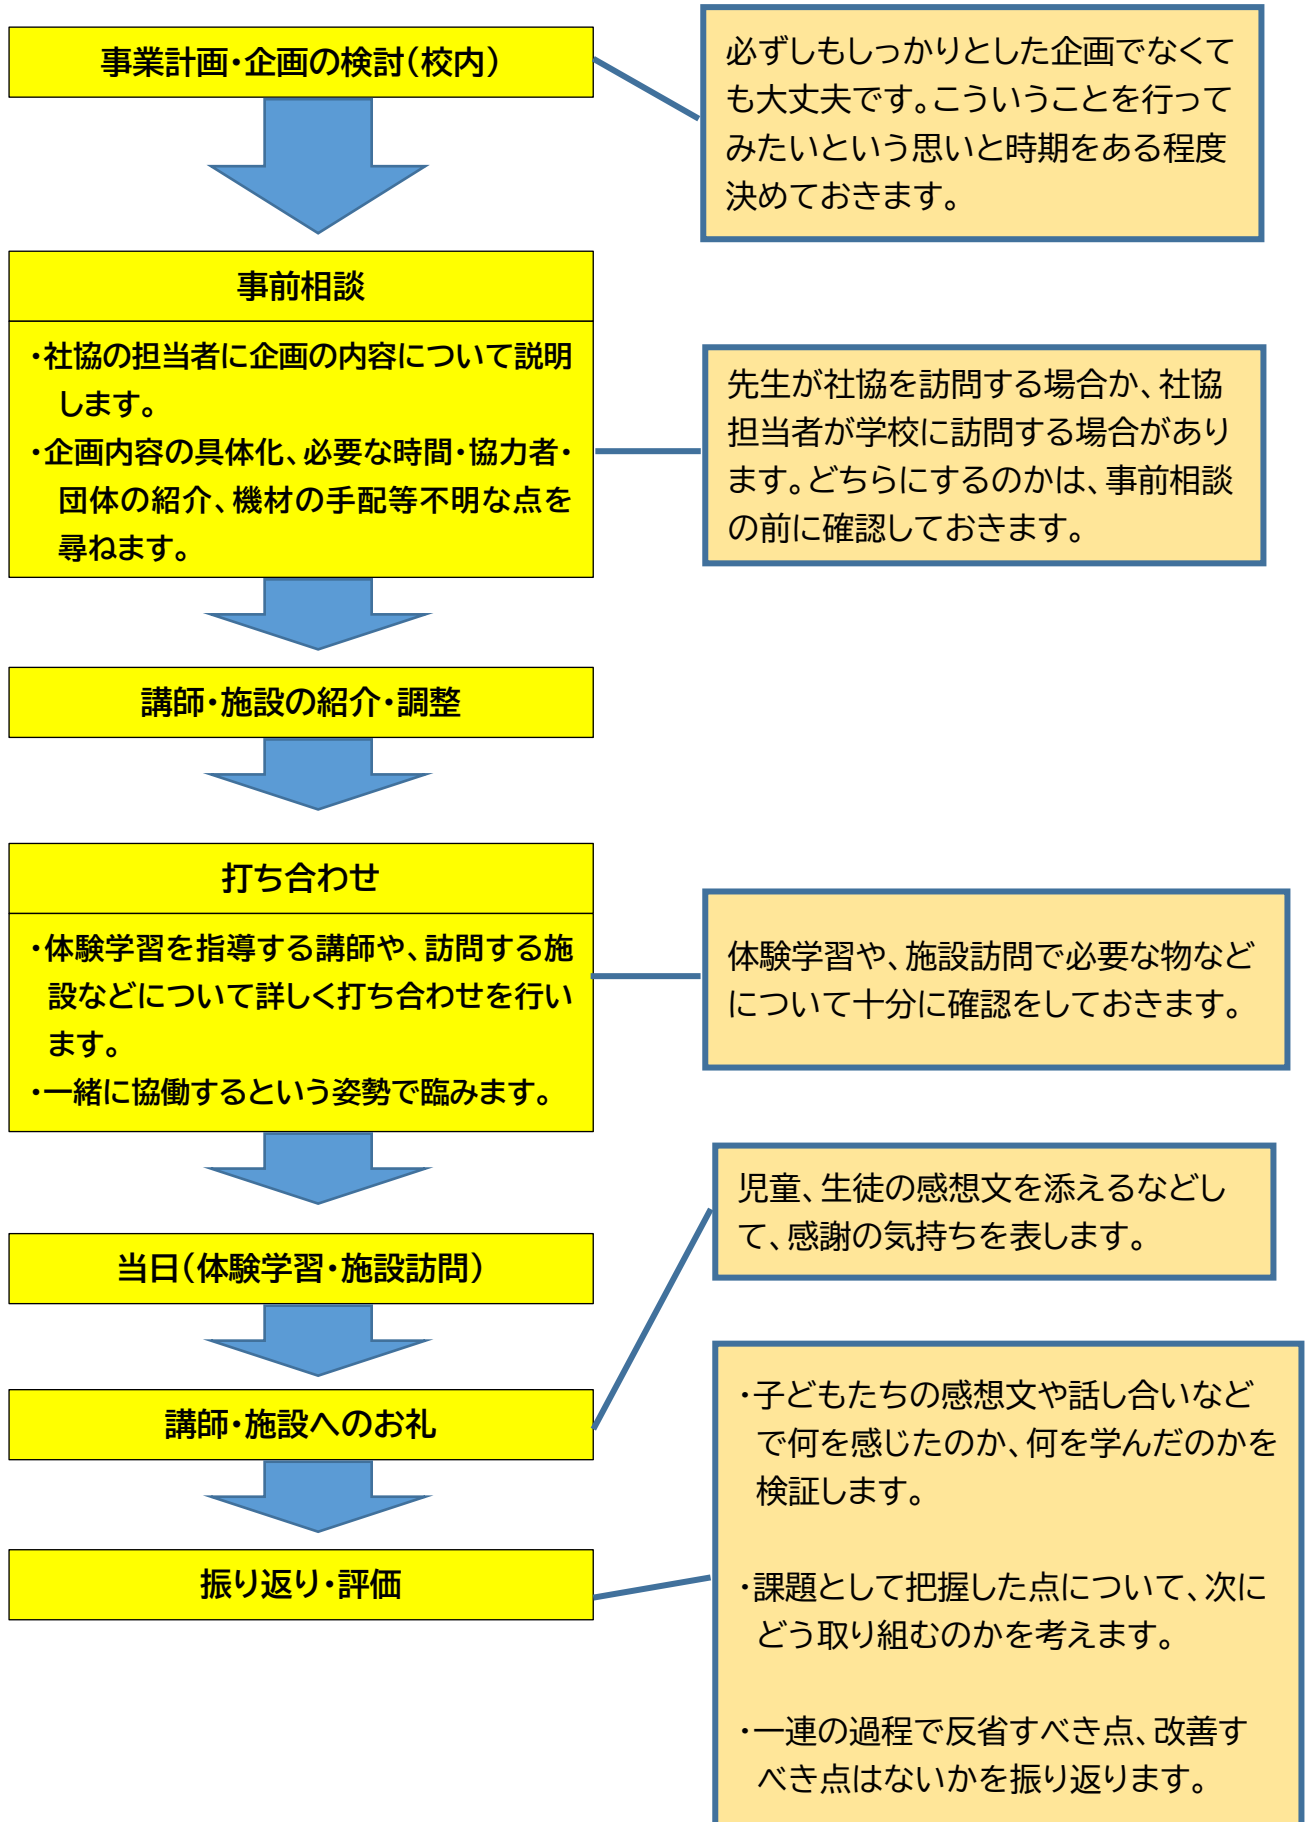 事業計画・企画の検討(校内)
必ずしもしっかりとした企画でなくて
も大丈夫です。こういうことを行って
みたいという思いと時期をある程度
決めておきます。
事前相談
・社協の担当者に企画の内容について説明
します。
・企画内容の具体化、必要な時間・協力者・
団体の紹介、機材の手配等不明な点を
尋ねます。
先生が社協を訪問する場合か、社協
担当者が学校に訪問する場合があり
ます。どちらにするのかは、事前相談
の前に確認しておきます。
講師・施設の紹介・調整
打ち合わせ
・体験学習を指導する講師や、訪問する施
設などについて詳しく打ち合わせを行い
ます。
・一緒に協働するという姿勢で臨みます。
体験学習や、施設訪問で必要な物など
について十分に確認をしておきます。
当日(体験学習・施設訪問)
講師・施設へのお礼
児童、生徒の感想文を添えるなどし
て、感謝の気持ちを表します。
振り返り・評価
・子どもたちの感想文や話し合いなど
で何を感じたのか、何を学んだのかを
検証します。
・課題として把握した点について、次に
どう取り組むのかを考えます。
・一連の過程で反省すべき点、改善す
べき点はないかを振り返ります。